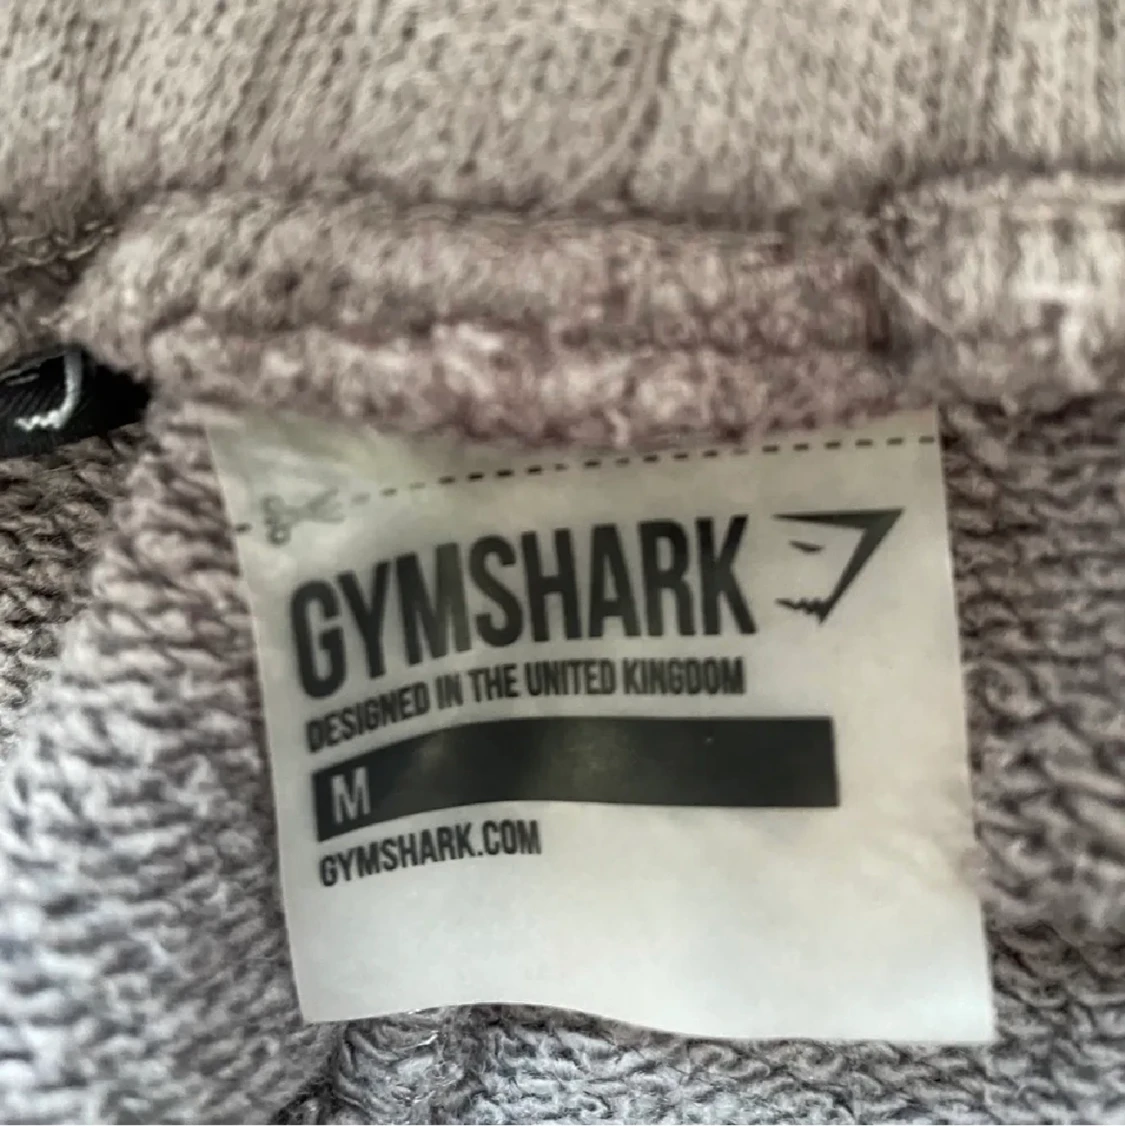 GYMSHARK
DESIGNED IN THE UNITED KINGDOM
M
GYMSHARK.COM